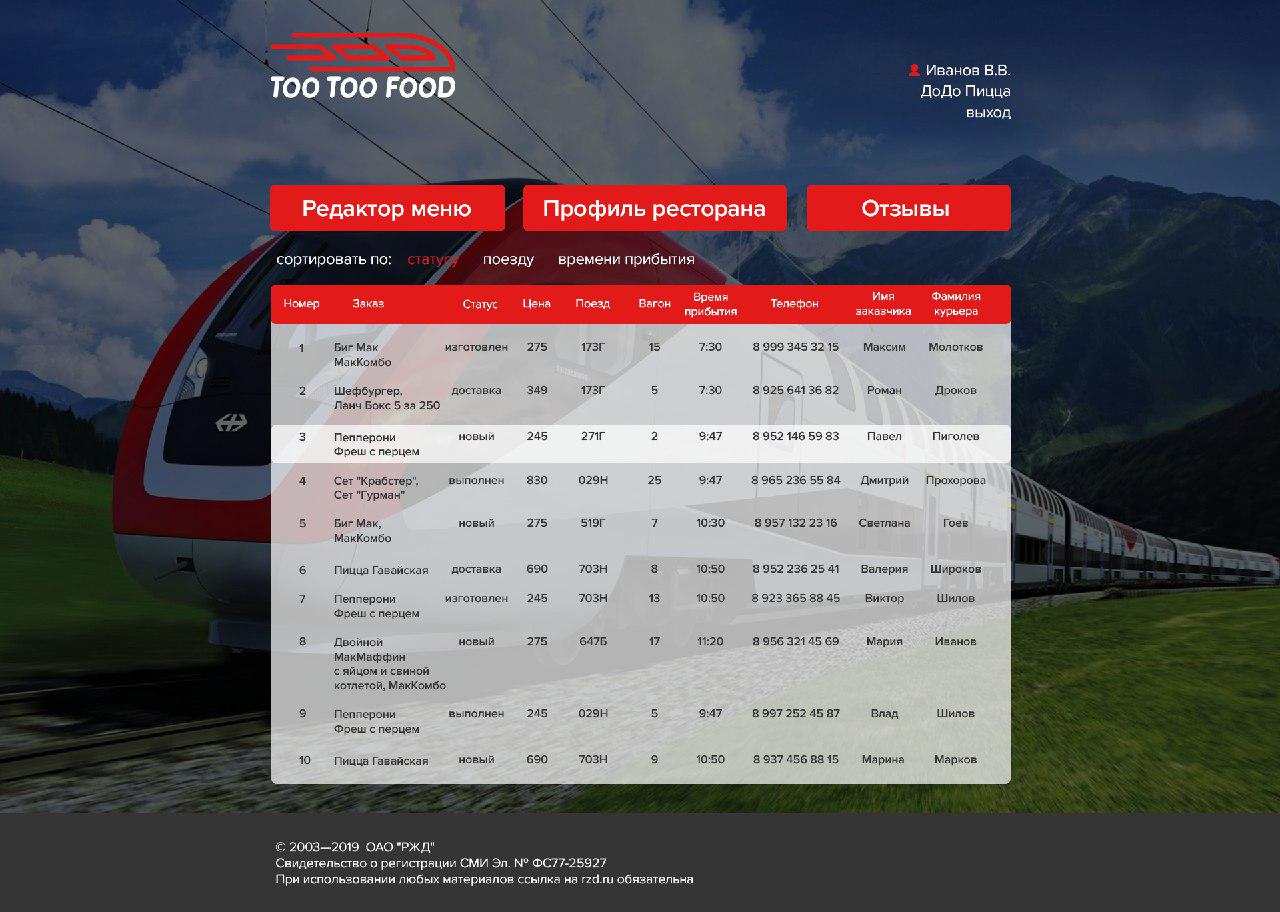 TOO TOO FOOD
Иванов В.В.
ДоДо Пицца
выход
Редактор меню Профиль ресторана Отзывы
сортировать по: статусу поезду времени прибытия
Номер Заказ Статус Цена Поезд Вагон Время прибытия Телефон Имя заказчика Фамилия курьера
1 Биг Мак изготовлен 275 173Г 15 7:30 8 999 345 32 15 Максим Молотков
МакКомбо
2 Шефбургер, доставка 349 173Г 5 7:30 8 925 641 36 82 Роман Дроков
Ланч Бокс 5 за 250
3 Пепперони новый 245 271Г 2 9:47 8 952 146 59 83 Павел Пиголев
Фреш с перцем
4 Сет "Крабстер", выполнен 830 029Н 25 9:47 8 965 236 55 84 Дмитрий Прохорова
Сет "Гурман"
5 Биг Мак, новый 275 519Г 7 10:30 8 957 132 23 16 Светлана Гоев
МакКомбо
6 Пицца Гавайская доставка 690 703Н 8 10:50 8 952 236 25 41 Валерия Широков
7 Пепперони изготовлен 245 703Н 13 10:50 8 923 365 88 45 Виктор Шилов
Фреш с перцем
8 Двойной новый 275 647Б 17 11:20 8 956 321 45 69 Мария Иванов
МакМаффин
с яйцом и свиной
котлетой, МакКомбо
9 Пепперони выполнен 245 029Н 5 9:47 8 997 252 45 87 Влад Шилов
Фреш с перцем
10 Пицца Гавайская новый 690 703Н 9 10:50 8 937 456 88 15 Марина Марков
© 2003—2019 ОАО "РЖД"
Свидетельство о регистрации СМИ Эл. № ФС77-25927
При использовании любых материалов ссылка на rzd.ru обязательна